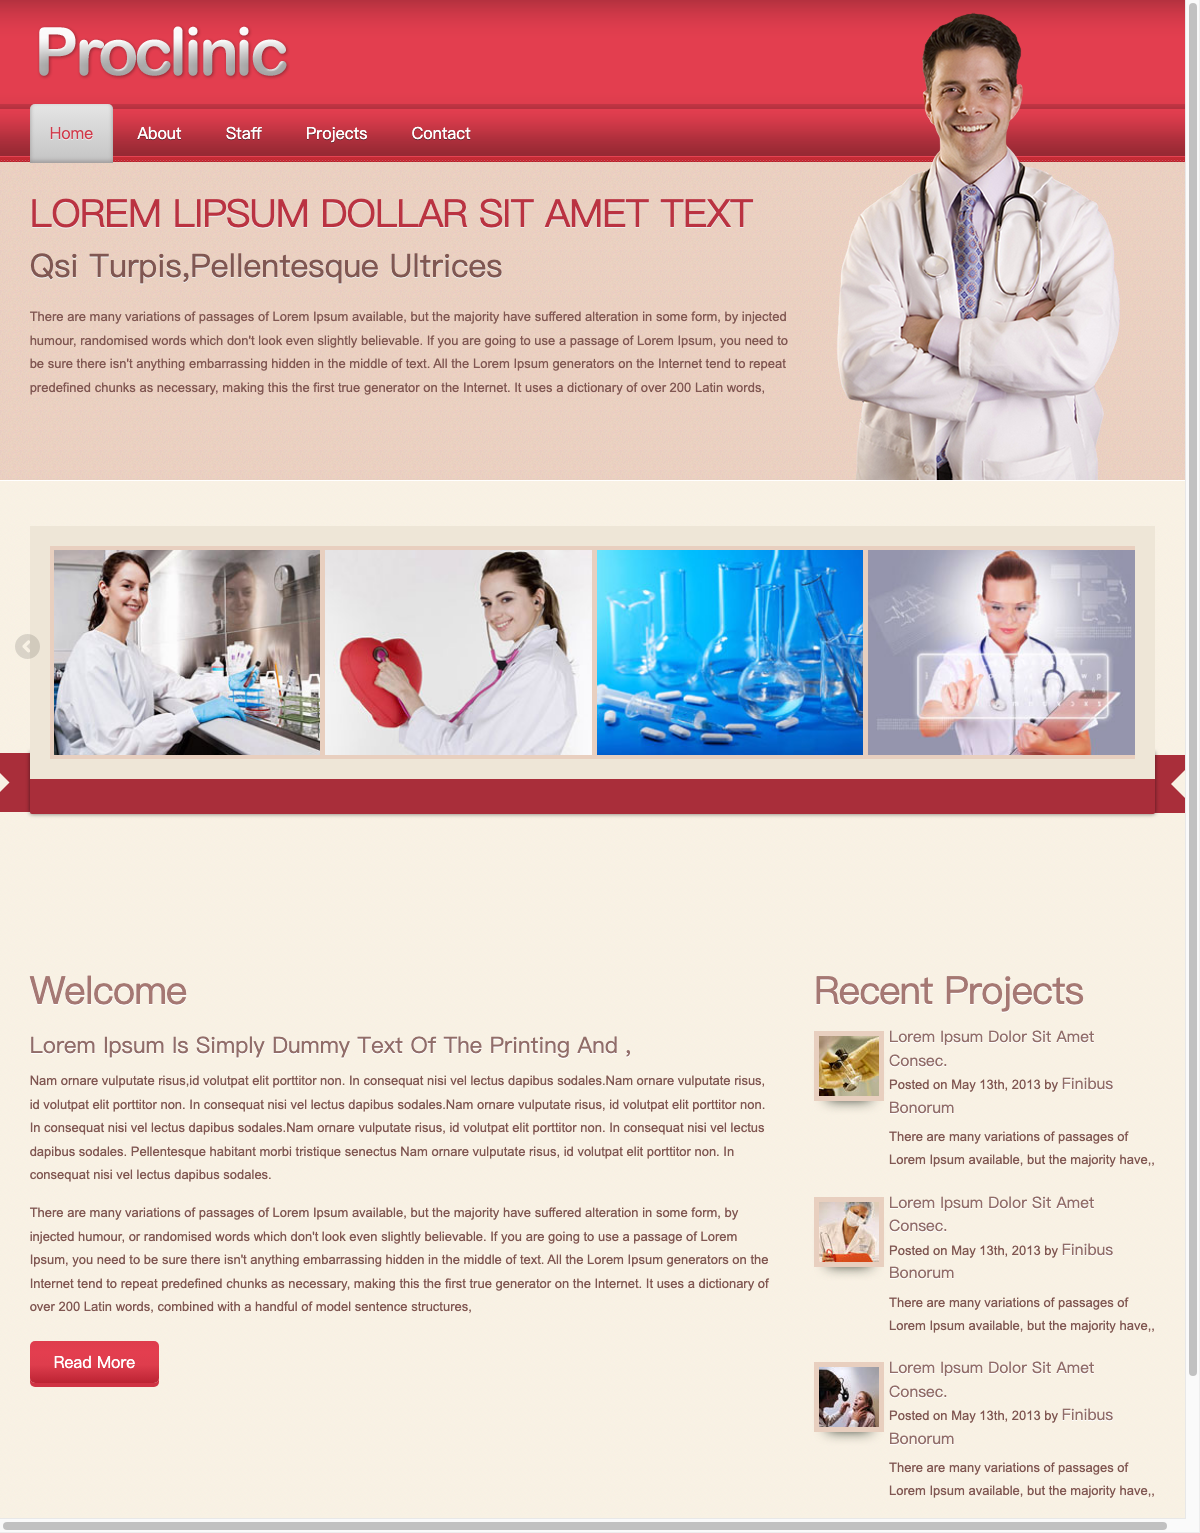 Proclinic
Home About Staff Projects Contact
LOREM LIPSUM DOLLAR SIT AMET TEXT
Qsi Turpis,Pellentesque Ultrices
There are many variations of passages of Lorem Ipsum available, but the majority have suffered alteration in some form, by injected
humour, randomised words which don't look even slightly believable. If you are going to use a passage of Lorem Ipsum, you need to
be sure there isn't anything embarrassing hidden in the middle of text. All the Lorem Ipsum generators on the Internet tend to repeat
predefined chunks as necessary, making this the first true generator on the Internet. It uses a dictionary of over 200 Latin words,
Welcome
Lorem Ipsum Is Simply Dummy Text Of The Printing And ,
Nam ornare vulputate risus,id volutpat elit porttitor non. In consequat nisi vel lectus dapibus sodales.Nam ornare vulputate risus,
id volutpat elit porttitor non. In consequat nisi vel lectus dapibus sodales.Nam ornare vulputate risus, id volutpat elit porttitor non.
In consequat nisi vel lectus dapibus sodales.Nam ornare vulputate risus, id volutpat elit porttitor non. In consequat nisi vel lectus
dapibus sodales. Pellentesque habitant morbi tristique senectus Nam ornare vulputate risus, id volutpat elit porttitor non. In
consequat nisi vel lectus dapibus sodales.
There are many variations of passages of Lorem Ipsum available, but the majority have suffered alteration in some form, by
injected humour, or randomised words which don't look even slightly believable. If you are going to use a passage of Lorem
Ipsum, you need to be sure there isn't anything embarrassing hidden in the middle of text. All the Lorem Ipsum generators on the
Internet tend to repeat predefined chunks as necessary, making this the first true generator on the Internet. It uses a dictionary of
over 200 Latin words, combined with a handful of model sentence structures,
Read More
Recent Projects
Lorem Ipsum Dolor Sit Amet
Consec.
Posted on May 13th, 2013 by Finibus
Bonorum
There are many variations of passages of
Lorem Ipsum available, but the majority have,,
Lorem Ipsum Dolor Sit Amet
Consec.
Posted on May 13th, 2013 by Finibus
Bonorum
There are many variations of passages of
Lorem Ipsum available, but the majority have,,
Lorem Ipsum Dolor Sit Amet
Consec.
Posted on May 13th, 2013 by Finibus
Bonorum
There are many variations of passages of
Lorem Ipsum available, but the majority have,,